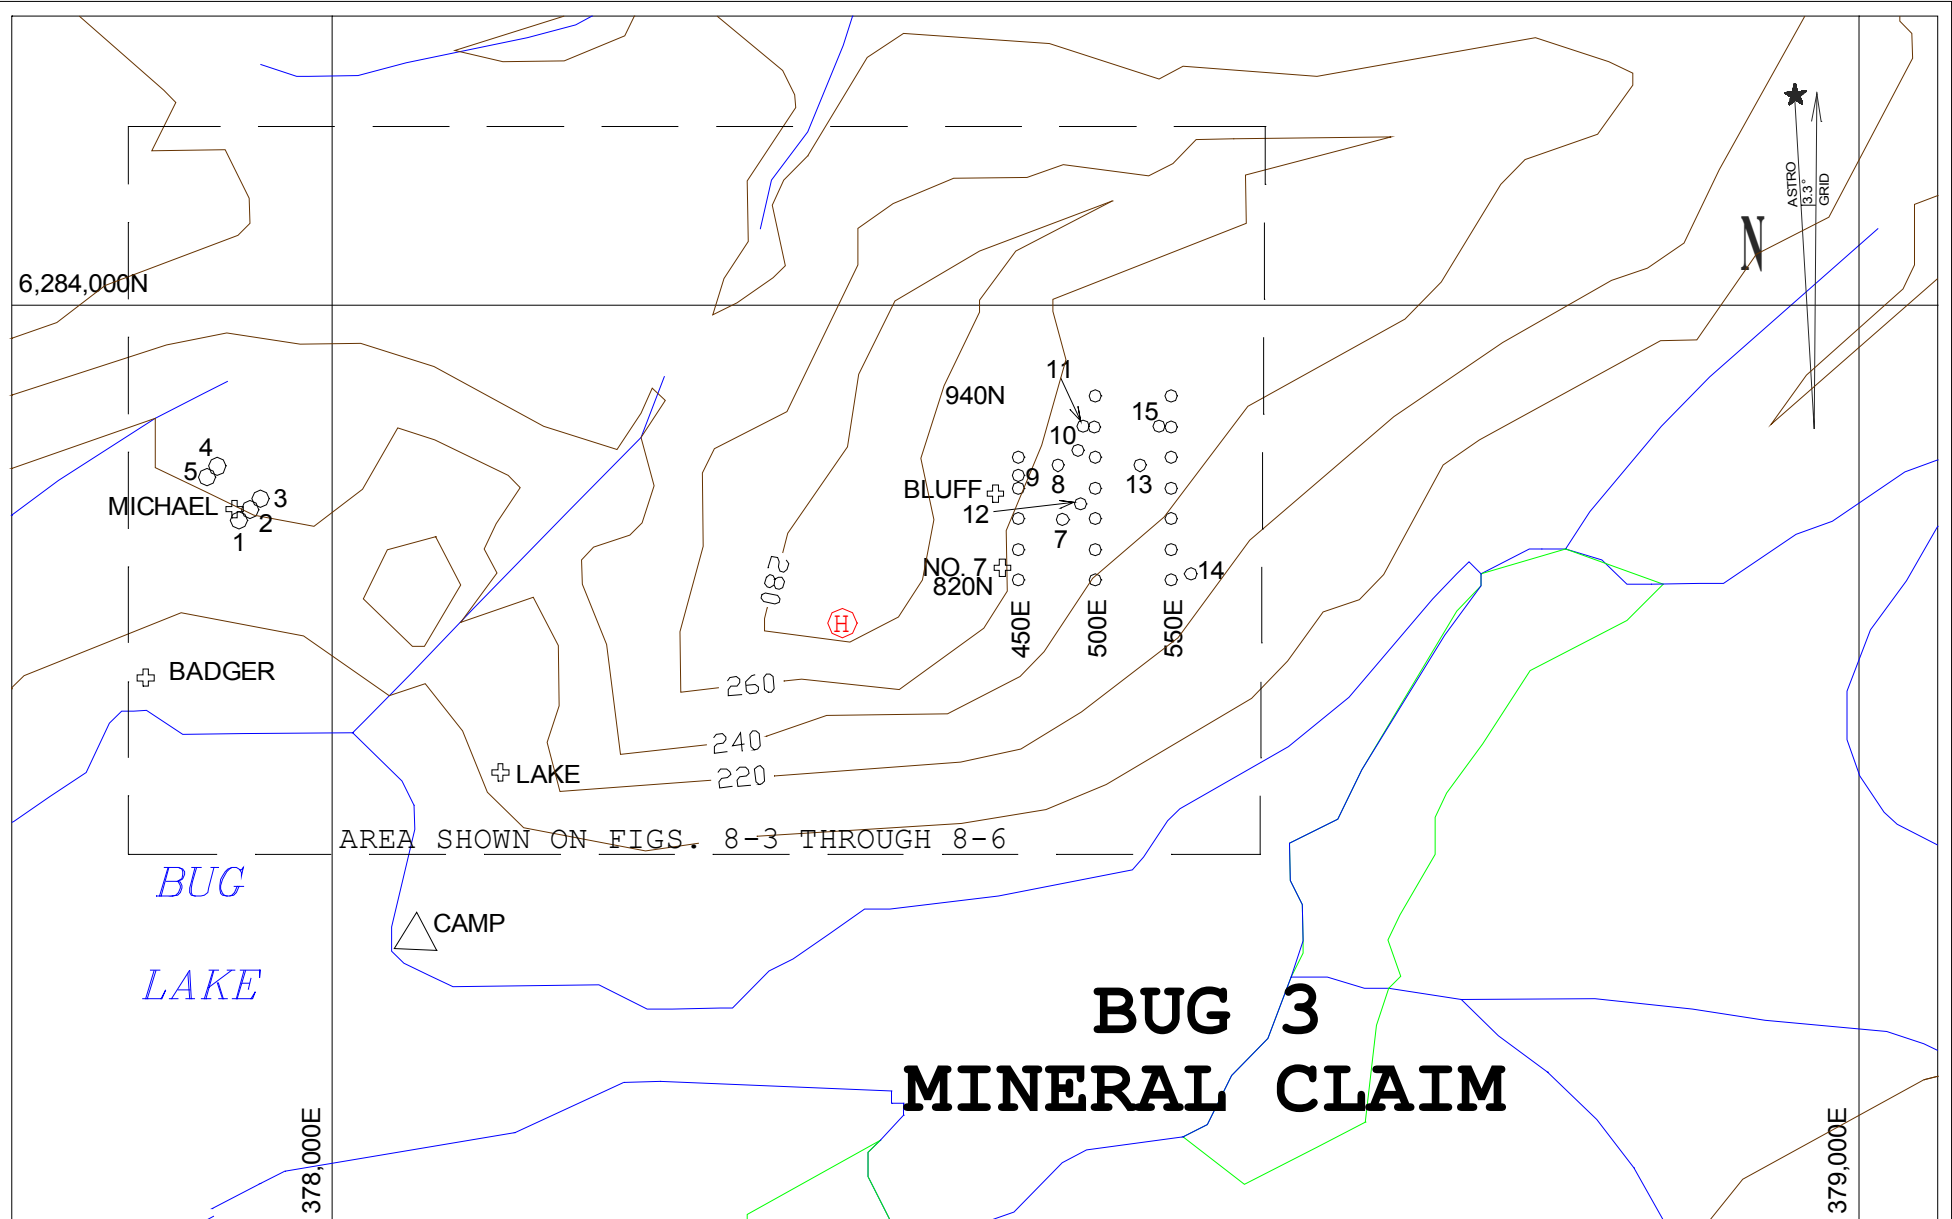 ASTRO
3.3°
GRID
N
6,284,000N
11
940N
15
10
4
5
9
8
13
3
MICHAEL
BLUFF
12
2
7
1
NO. 7
14
280
820N
H
450E
500E
550E
BADGER
260
240
LAKE
220
AREA SHOWN ON FIGS. 8-3 THROUGH 8-6
BUG
CAMP
LAKE
BUG 3
MINERAL CLAIM
378,000E
379,000E